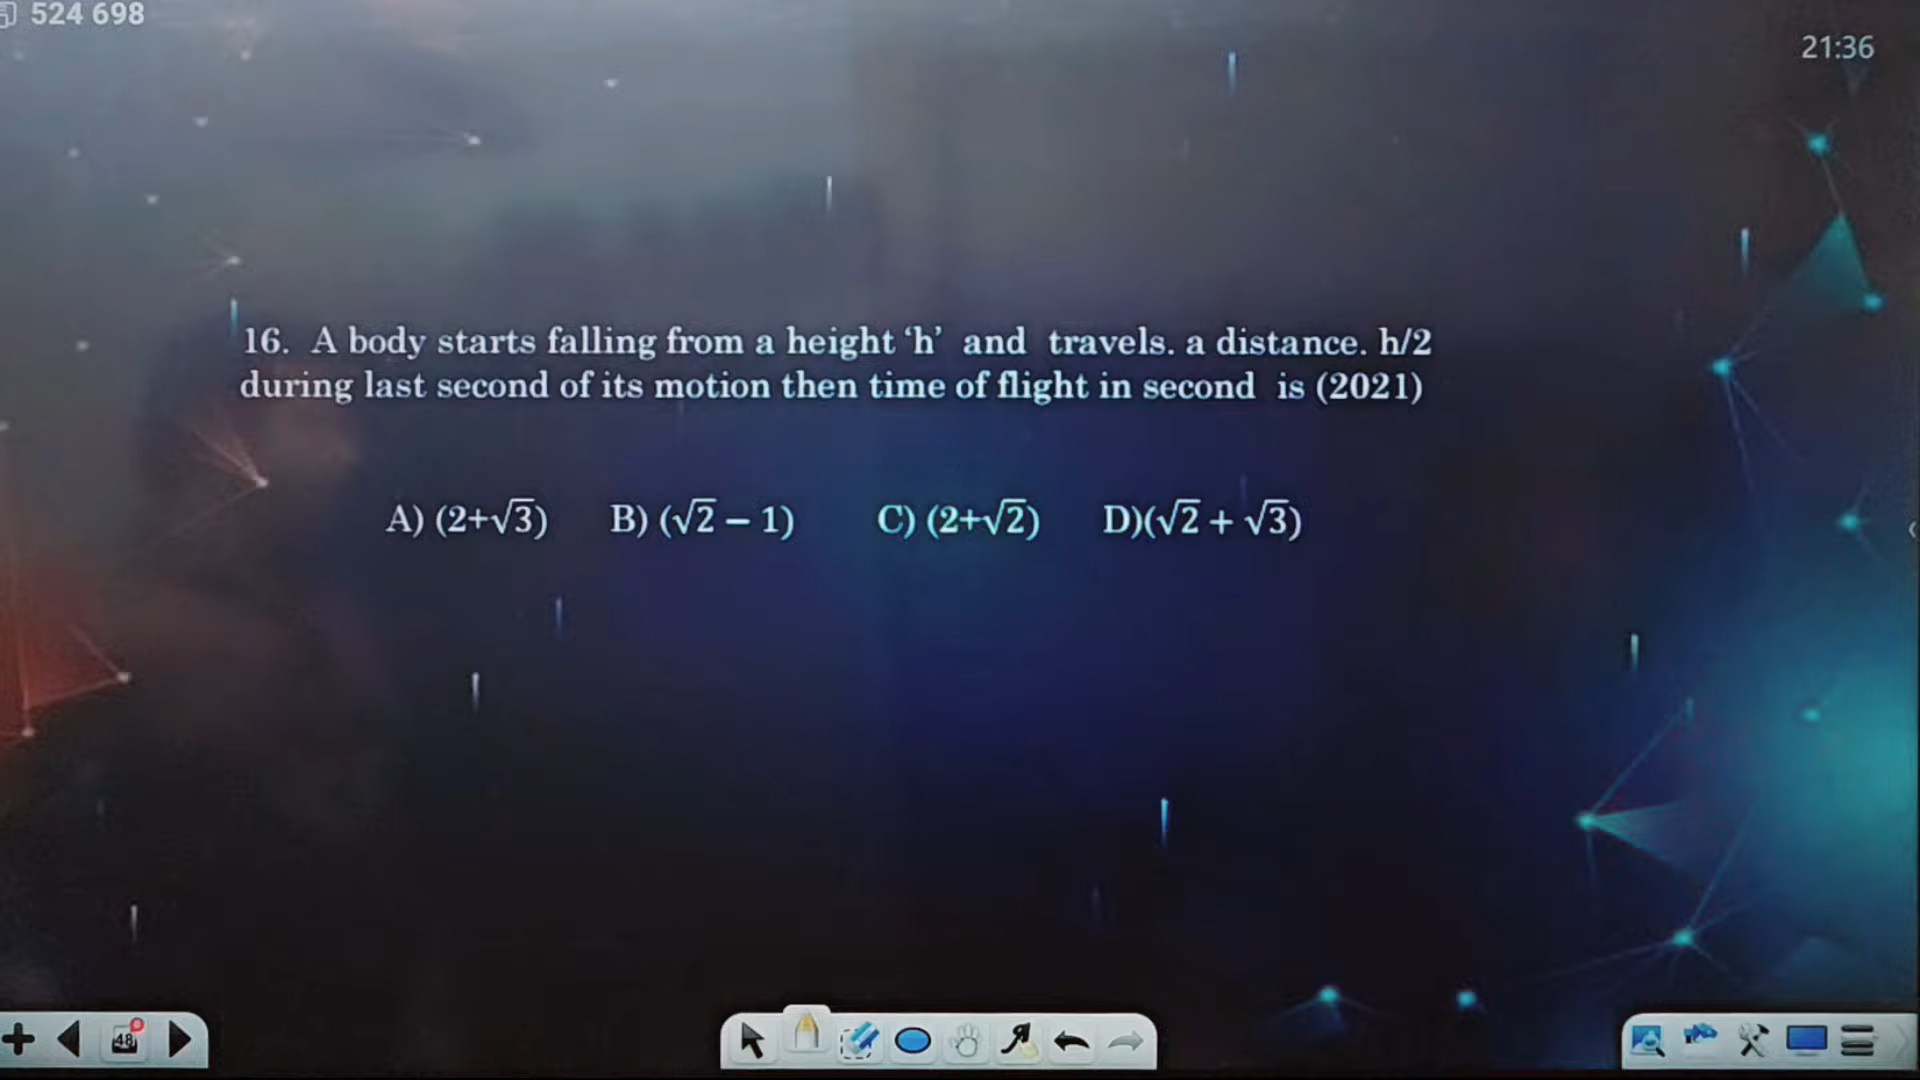 524 698
21:36
16. A body starts falling from a height ‘h’ and travels. a distance. h/2
during last second of its motion then time of flight in second is (2021)
A) (2+√3) B) (√2 – 1) C) (2+√2) D)(√2 + √3)
48